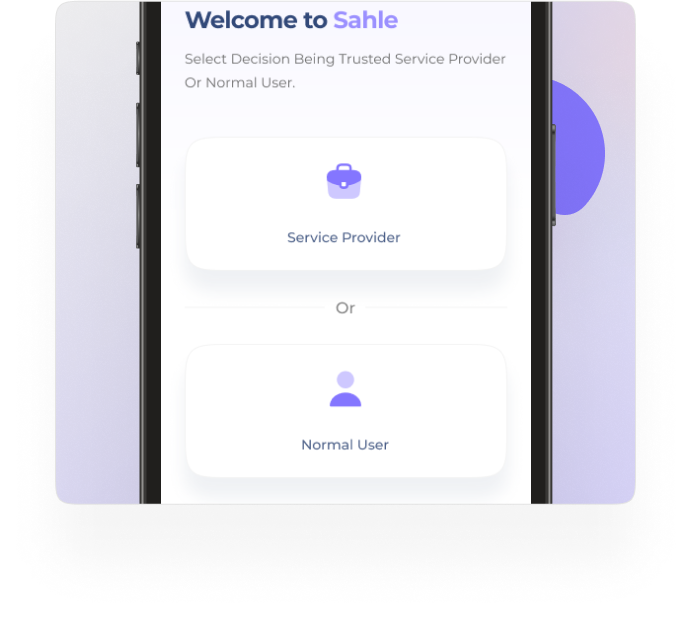 Welcome to Sahle
Select Decision Being Trusted Service Provider
Or Normal User.
Service Provider
Or
Normal User